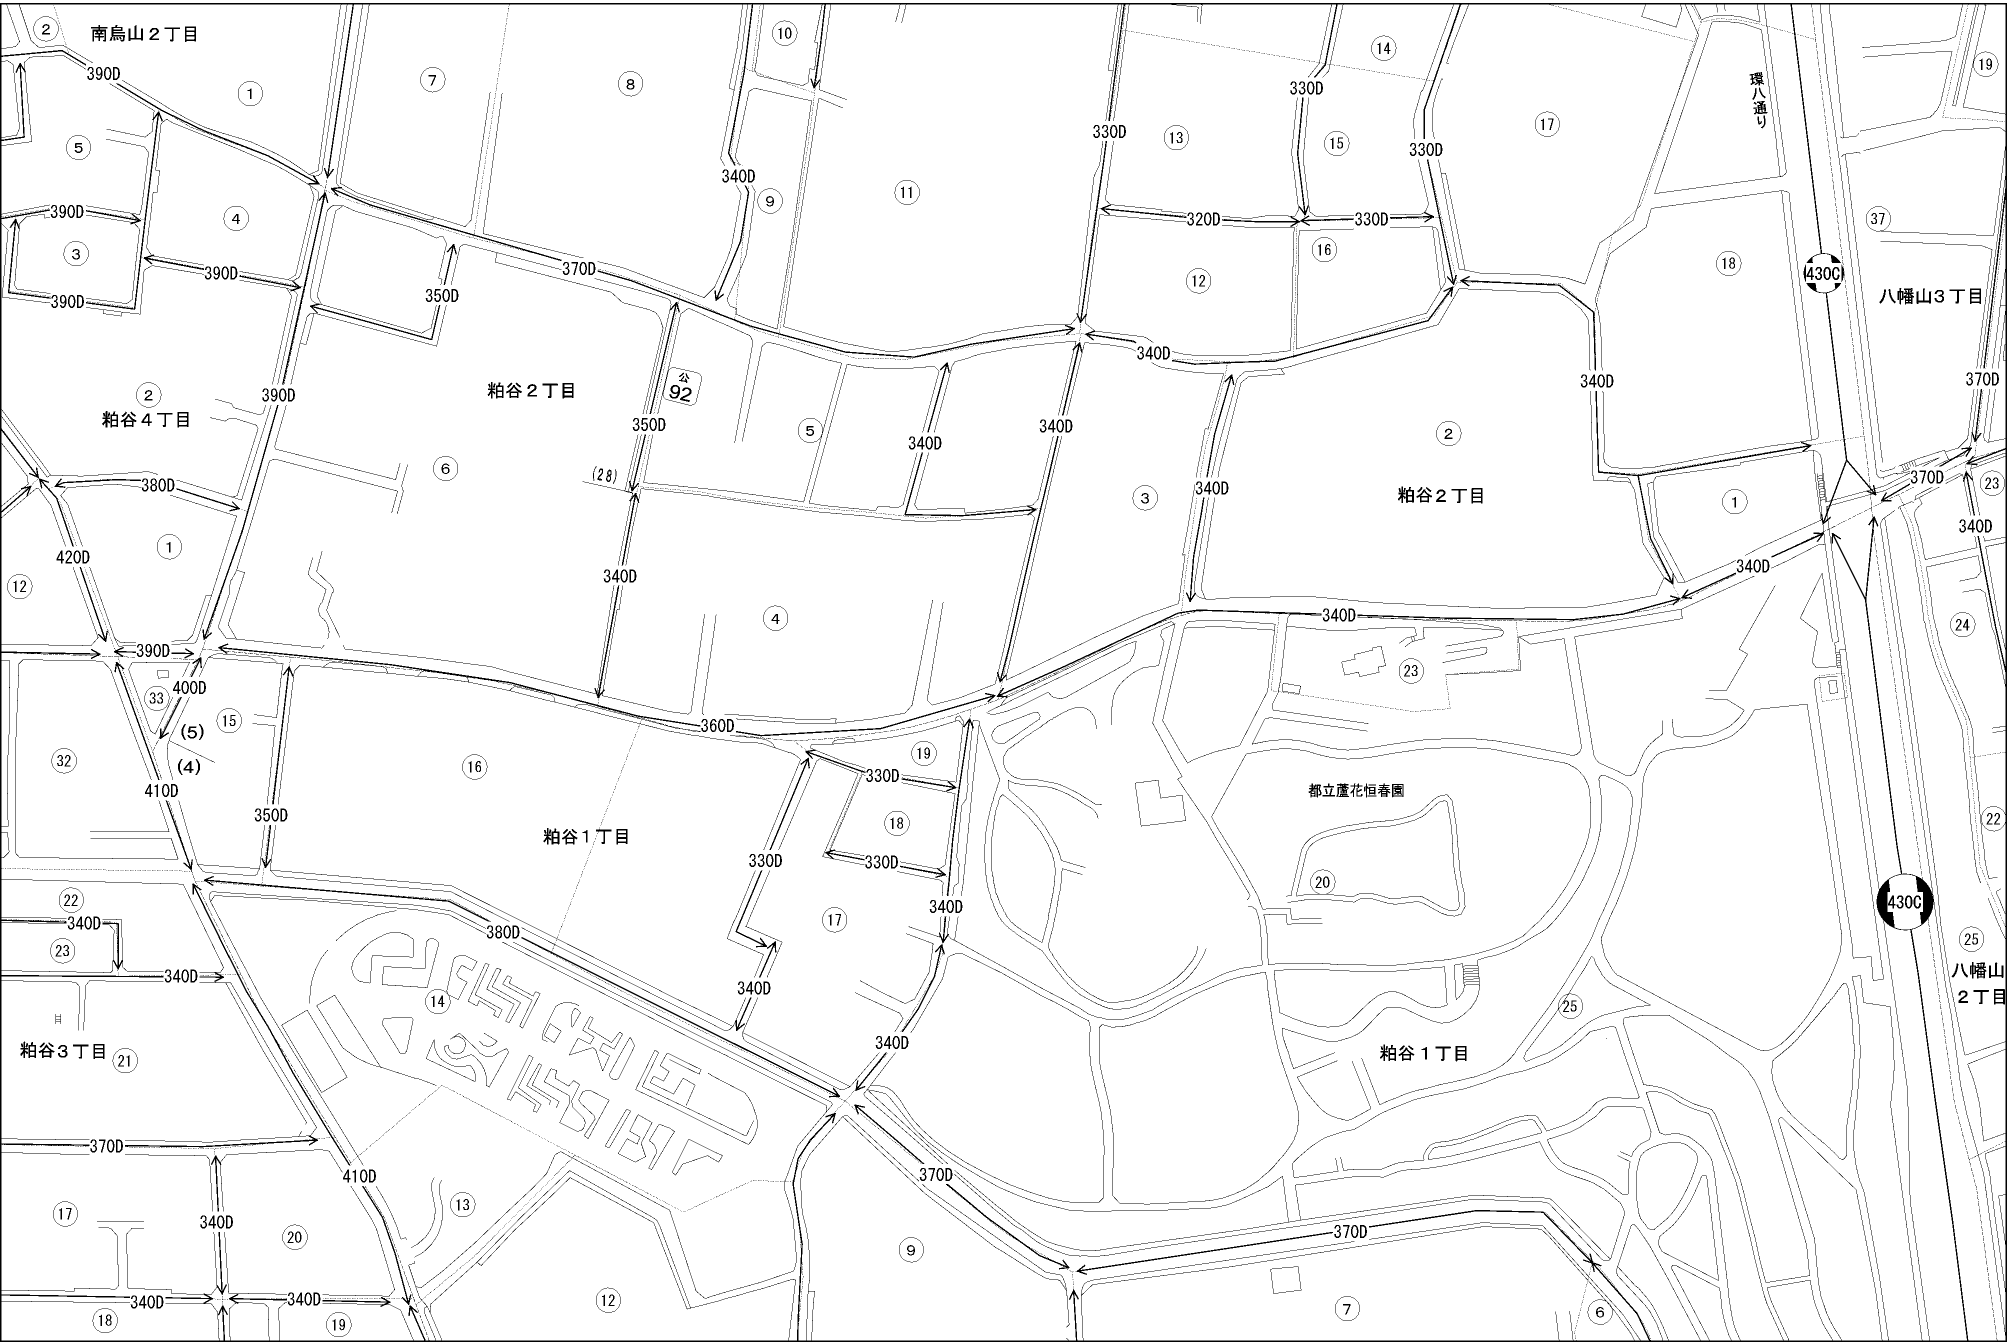 ② 南烏山２丁目 ⑩ ⑭ ⑲
390D ① ⑦ ⑧ 環八通り
330D ⑰
⑤ 330D ⑬ ⑮ 330D
340D ⑨ ⑪
390D ④ 320D 330D ㊲
③ 390D 370D ⑫ ⑯ ⑱ 430C
390D 350D 八幡山３丁目
340D
② 390D 粕谷２丁目 公 340D 370D
92
粕谷４丁目 350D ⑤ 340D 340D ②
⑥ (28) 370D
380D 340D ③ 粕谷２丁目 ① ㉓
420D ① 340D
⑫ 340D 340D
④ 340D ㉔
390D
400D ㉝ ㉓
⑮ (5) 360D
㉜ (4) ⑯ ⑲
410D 330D 都立蘆花恒春園
350D ⑱ ㉒
粕谷１丁目
330D 330D
⑳
㉒ 340D 430C
340D 380D ⑰
㉓ ㉕
340D 340D 八幡山
２丁目
⑭ ㉕
粕谷３丁目 ㉑ 340D 粕谷１丁目
370D
410D 370D
⑰ 340D ⑬
⑳ ⑨ 370D
340D 340D ⑫ ⑦ ⑥
⑱ ⑲